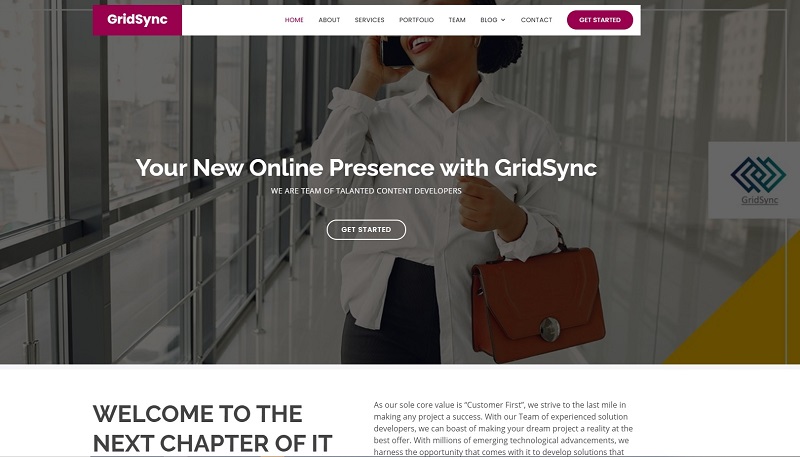 GridSync
HOME ABOUT SERVICES PORTFOLIO TEAM BLOG CONTACT GET STARTED
Your New Online Presence with GridSync
WE ARE TEAM OF TALANTED CONTENT DEVELOPERS
GridSync
GET STARTED
WELCOME TO THE
NEXT CHAPTER OF IT
As our sole core value is “Customer First”, we strive to the last mile in
making any project a success. With our Team of experienced solution
developers, we can boast of making your dream project a reality at the
best offer. With millions of emerging technological advancements, we
harness the opportunity that comes with it to develop solutions that